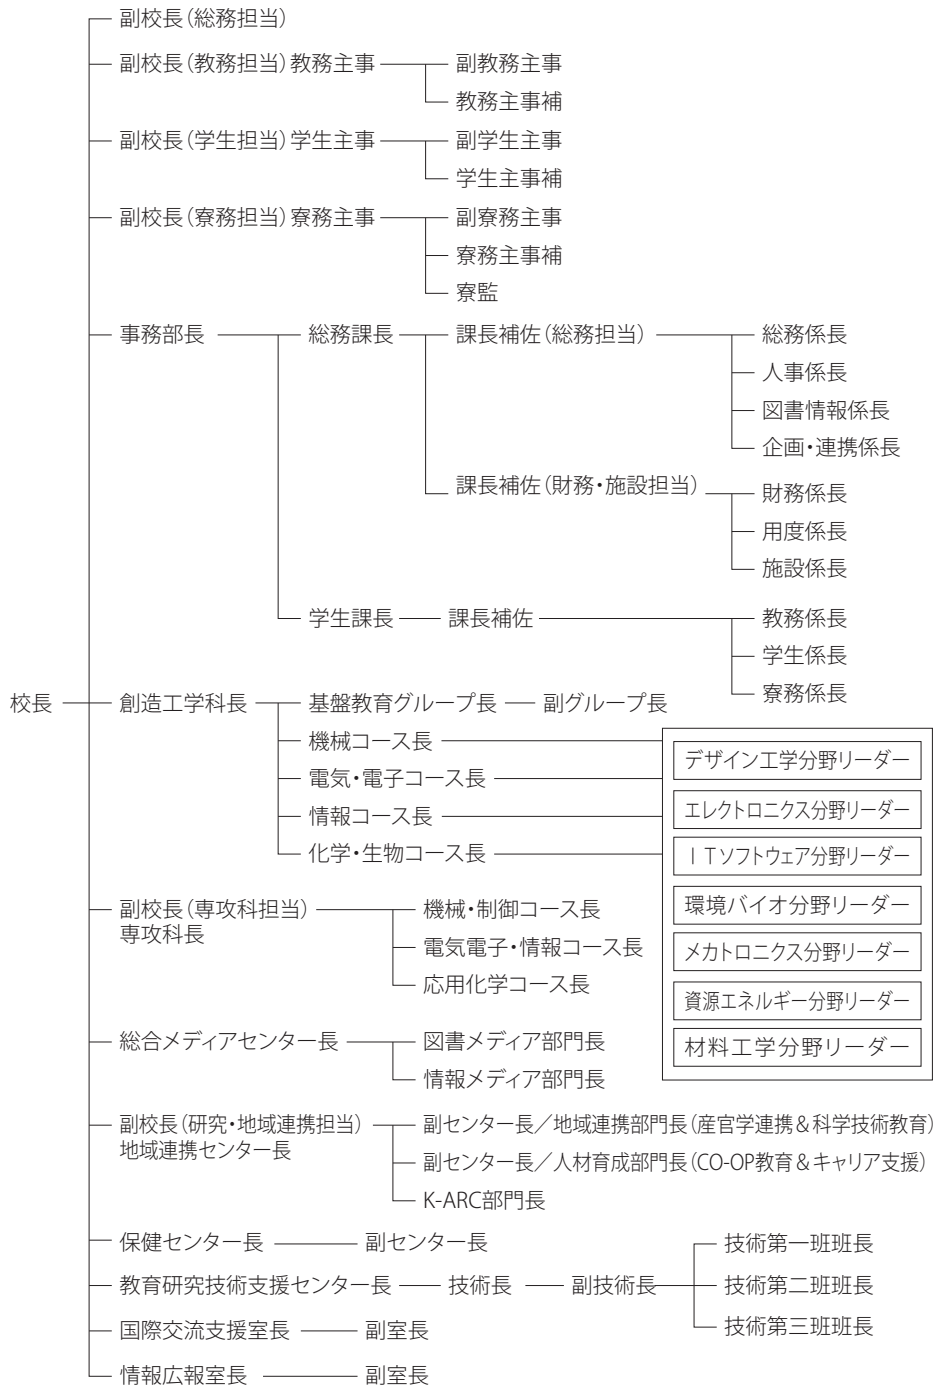 副校長(総務担当)
副校長(教務担当)教務主事
副教務主事
教務主事補
副校長(学生担当)学生主事
副学生主事
学生主事補
副校長(寮務担当)寮務主事
副寮務主事
寮務主事補
寮監
事務部長
総務課長
課長補佐(総務担当)
総務係長
人事係長
図書情報係長
企画・連携係長
課長補佐(財務・施設担当)
財務係長
用度係長
施設係長
学生課長
課長補佐
教務係長
学生係長
寮務係長
校長
創造工学科長
基盤教育グループ長
副グループ長
機械コース長
電気・電子コース長
情報コース長
化学・生物コース長
デザイン工学分野リーダー
エレクトロニクス分野リーダー
ITソフトウェア分野リーダー
環境バイオ分野リーダー
メカトロニクス分野リーダー
資源エネルギー分野リーダー
材料工学分野リーダー
副校長(専攻科担当)
専攻科長
機械・制御コース長
電気電子・情報コース長
応用化学コース長
総合メディアセンター長
図書メディア部門長
情報メディア部門長
副校長(研究・地域連携担当)
地域連携センター長
副センター長/地域連携部門長(産官学連携&科学技術教育)
副センター長/人材育成部門長(CO-OP教育&キャリア支援)
K-ARC部門長
保健センター長
副センター長
教育研究技術支援センター長
技術長
副技術長
技術第一班班長
技術第二班班長
技術第三班班長
国際交流支援室長
副室長
情報広報室長
副室長